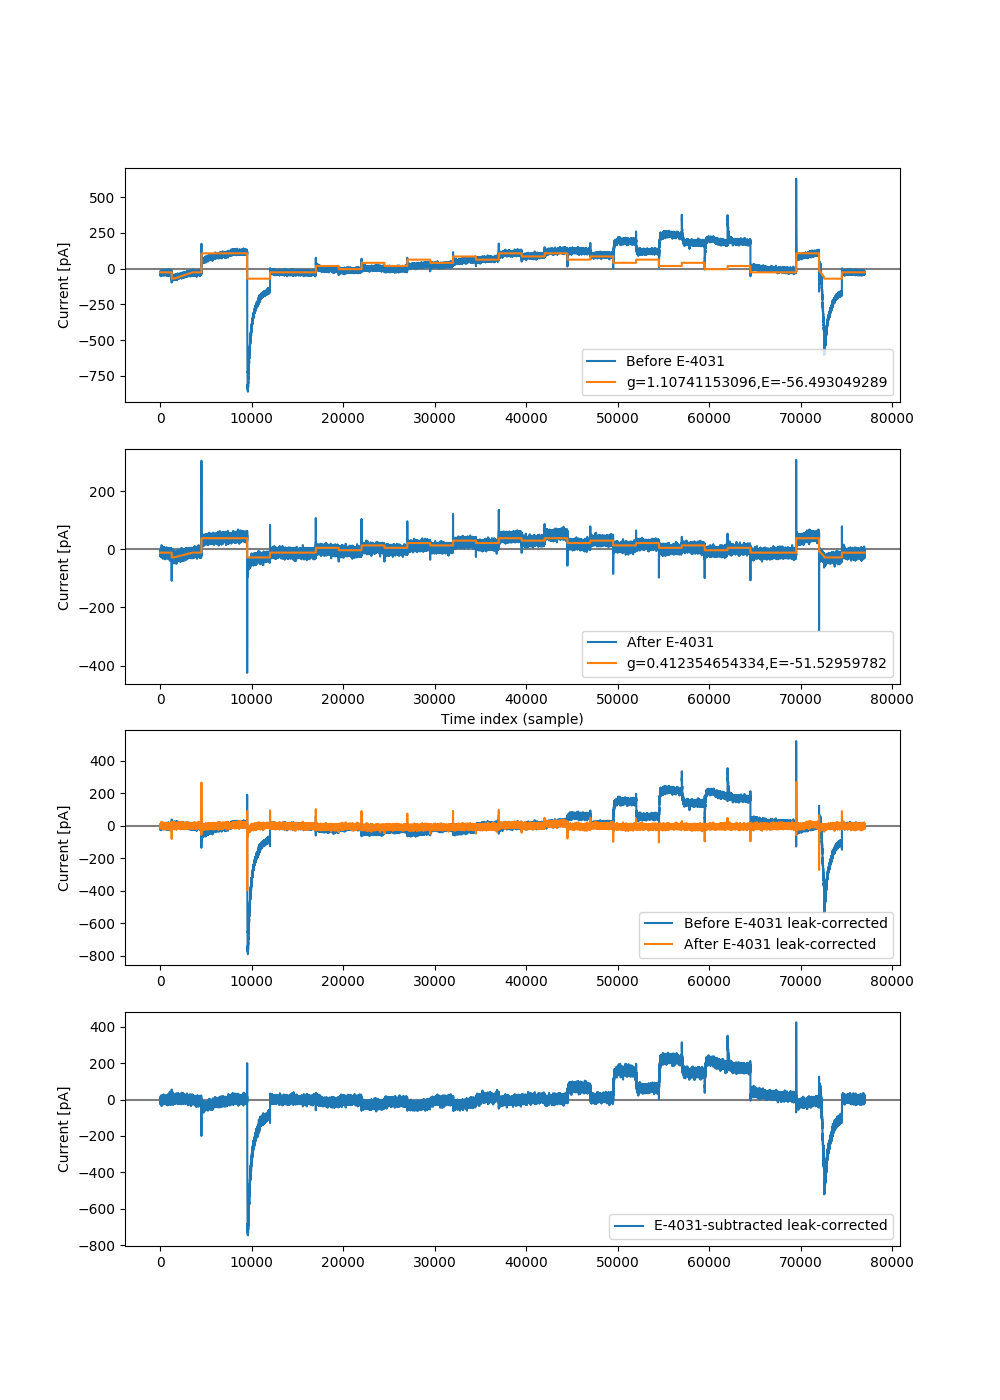 500
250
0
−250
−500
−750
Current [pA]
Before E-4031
g=1.10741153096,E=-56.493049289
0 10000 20000 30000 40000 50000 60000 70000 80000
200
0
−200
−400
Current [pA]
After E-4031
g=0.412354654334,E=-51.52959782
0 10000 20000 30000 40000 50000 60000 70000 80000
Time index (sample)
400
200
0
−200
−400
−600
−800
Current [pA]
Before E-4031 leak-corrected
After E-4031 leak-corrected
0 10000 20000 30000 40000 50000 60000 70000 80000
400
200
0
−200
−400
−600
−800
Current [pA]
E-4031-subtracted leak-corrected
0 10000 20000 30000 40000 50000 60000 70000 80000